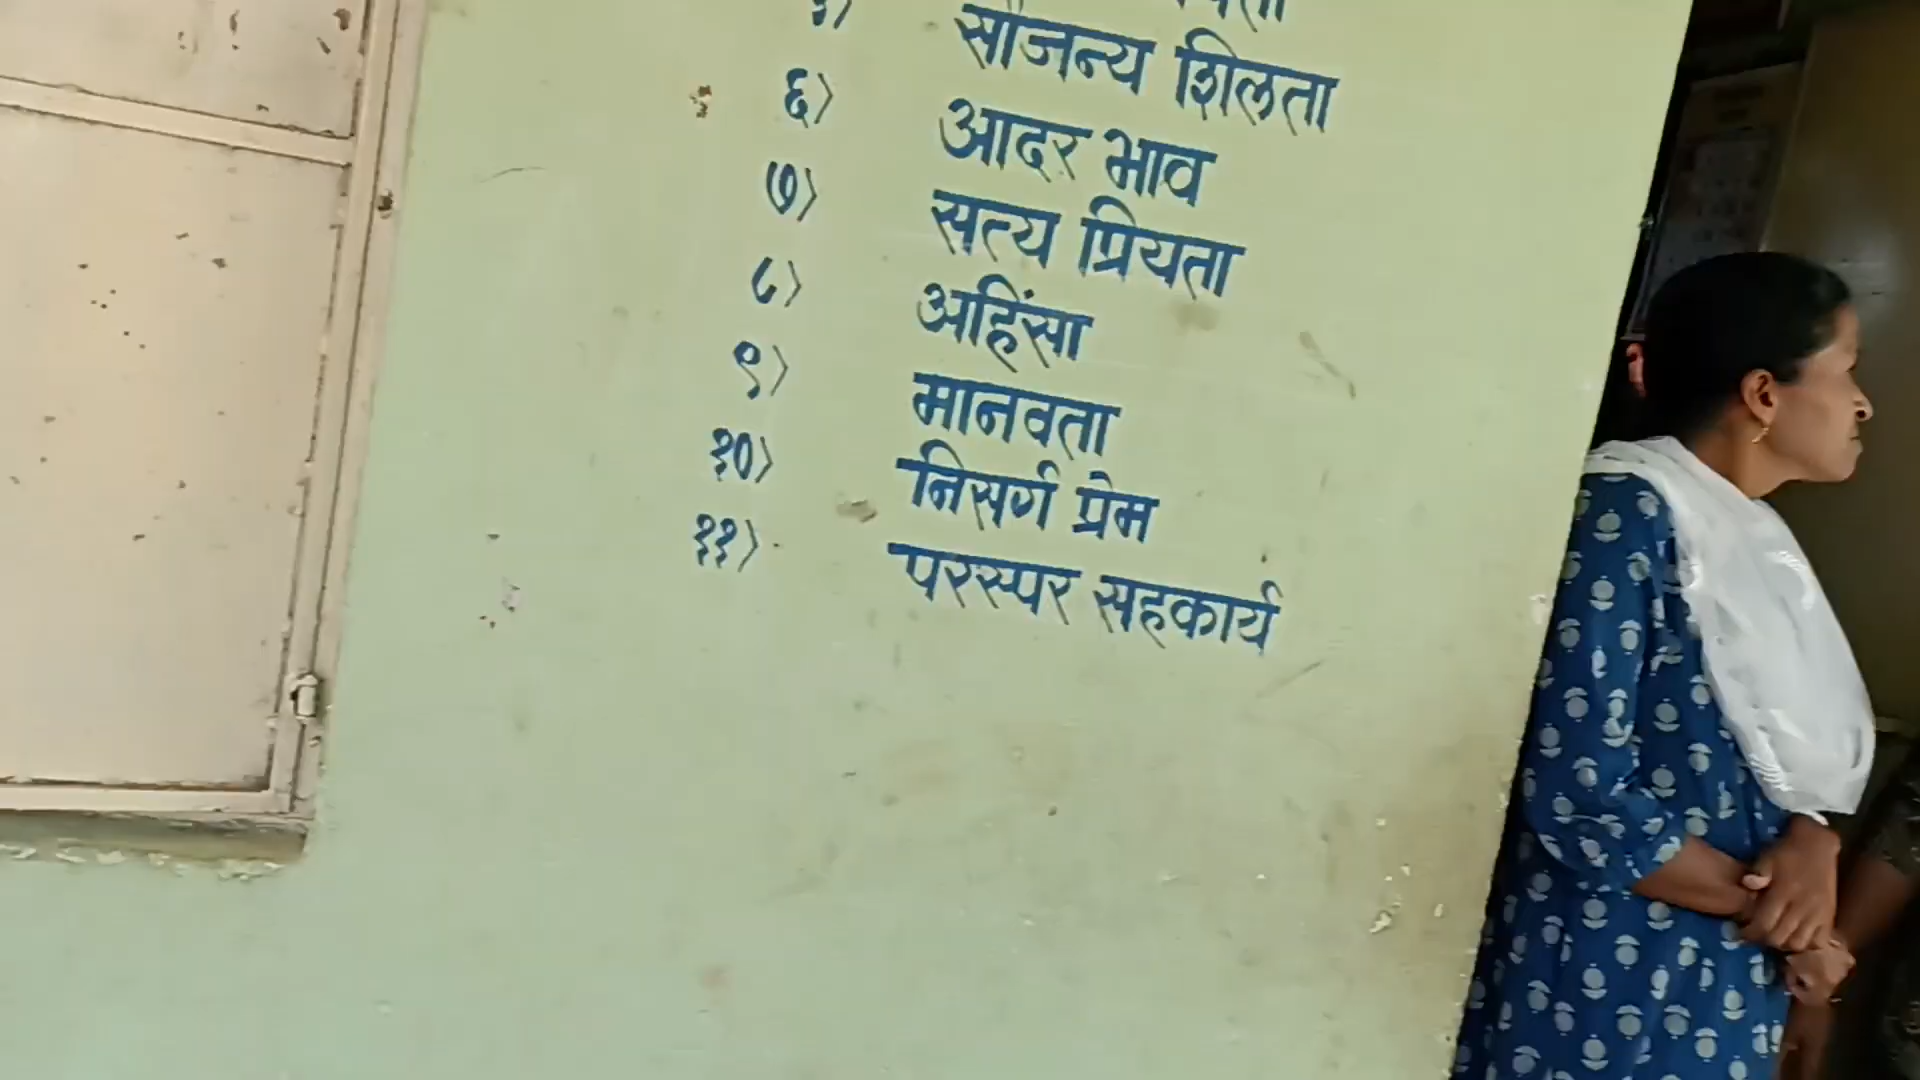 सौजन्य शिलता
६) आदर भाव
७) सत्य प्रियता
८) अहिंसा
९) मानवता
१०) निसर्ग प्रेम
११) परस्पर सहकार्य